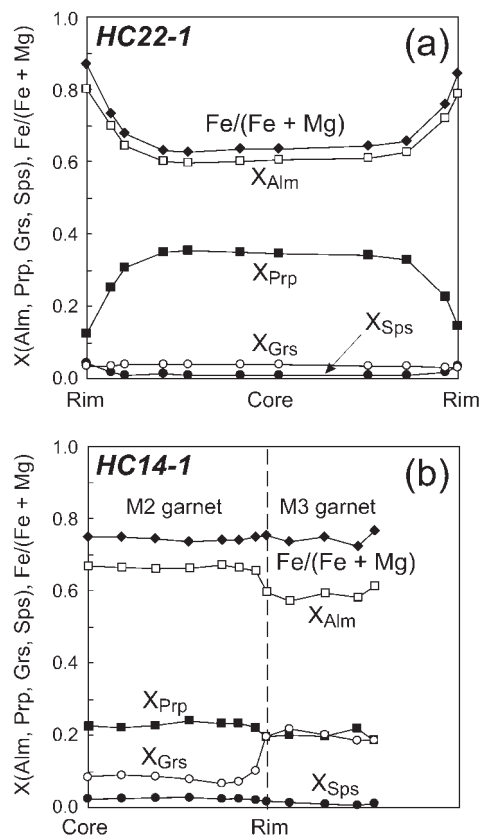 HC22-1
(a)
X(Alm, Prp, Grs, Sps), Fe/(Fe + Mg)
1.0
0.8
0.6
0.4
0.2
0.0
Fe/(Fe + Mg)
XAlm
XPrp
XSps
XGrs
Rim
Core
Rim
HC14-1
(b)
X(Alm, Prp, Grs, Sps), Fe/(Fe + Mg)
1.0
0.8
0.6
0.4
0.2
0.0
M2 garnet
M3 garnet
Fe/(Fe + Mg)
XAlm
XPrp
XGrs
XSps
Core
Rim